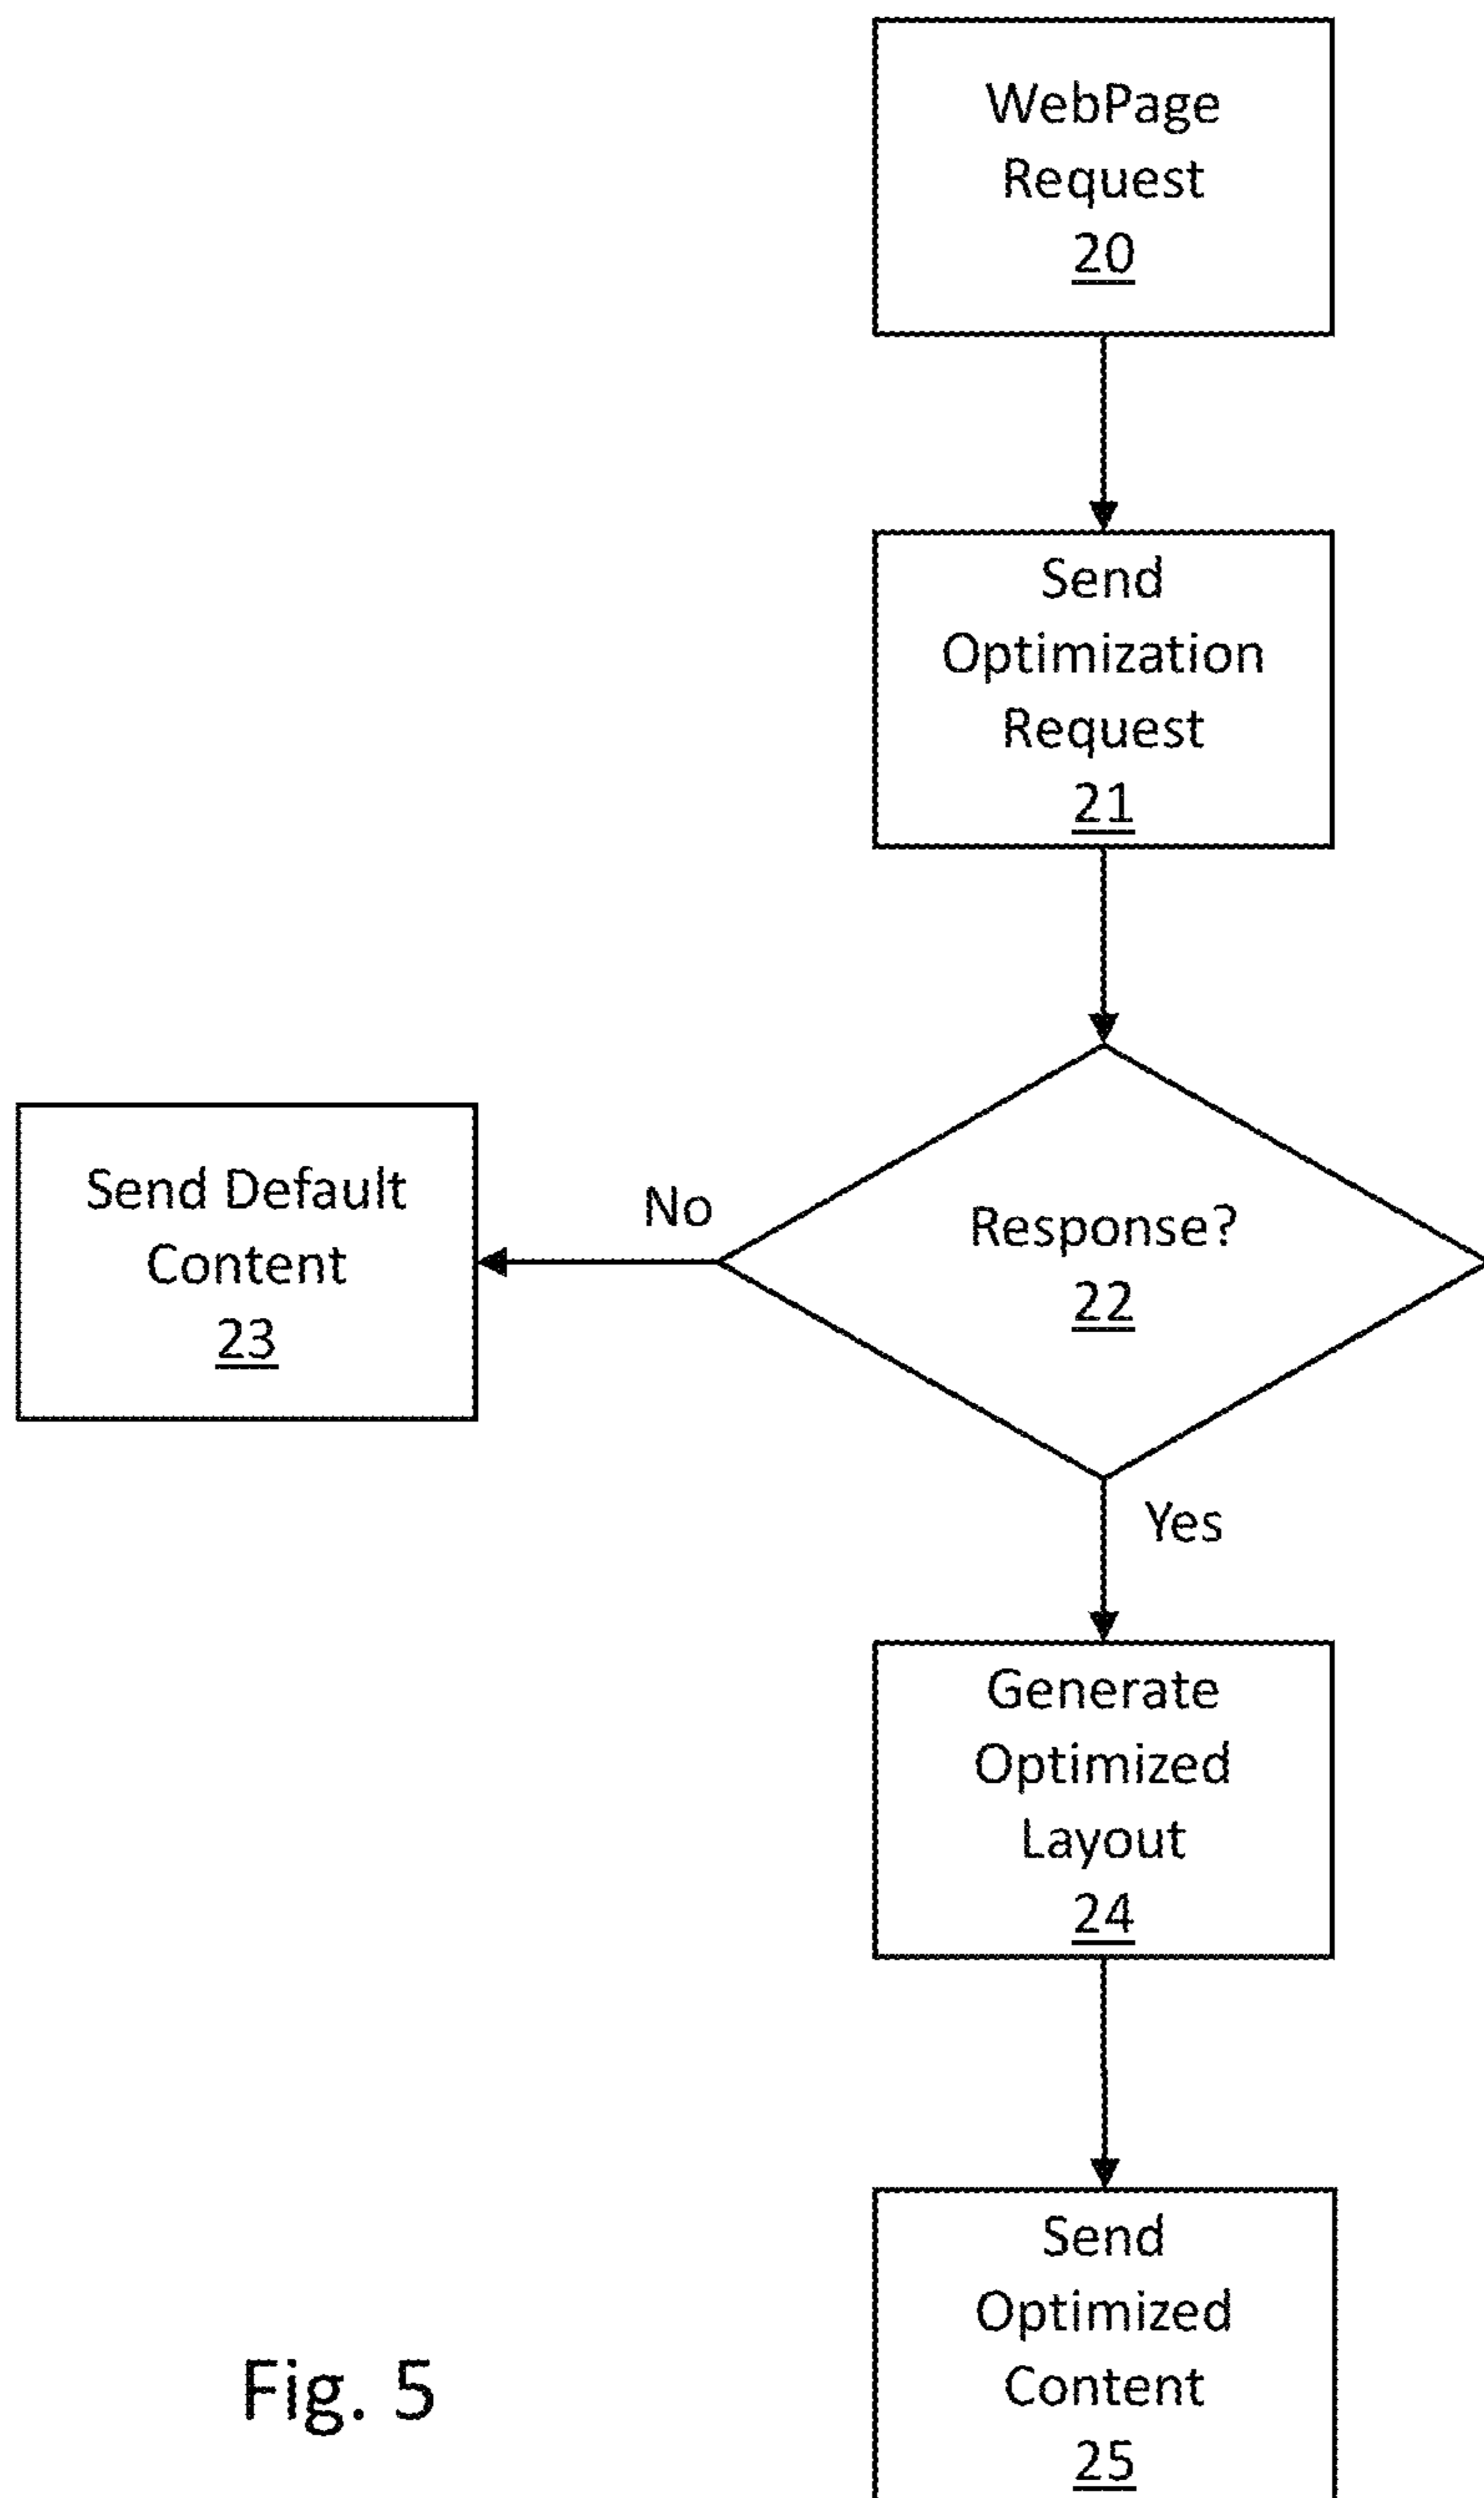 WebPage
Request
20
Send
Optimization
Request
21
Response?
22
No
Send Default
Content
23
Yes
Generate
Optimized
Layout
24
Send
Optimized
Content
25
Fig. 5